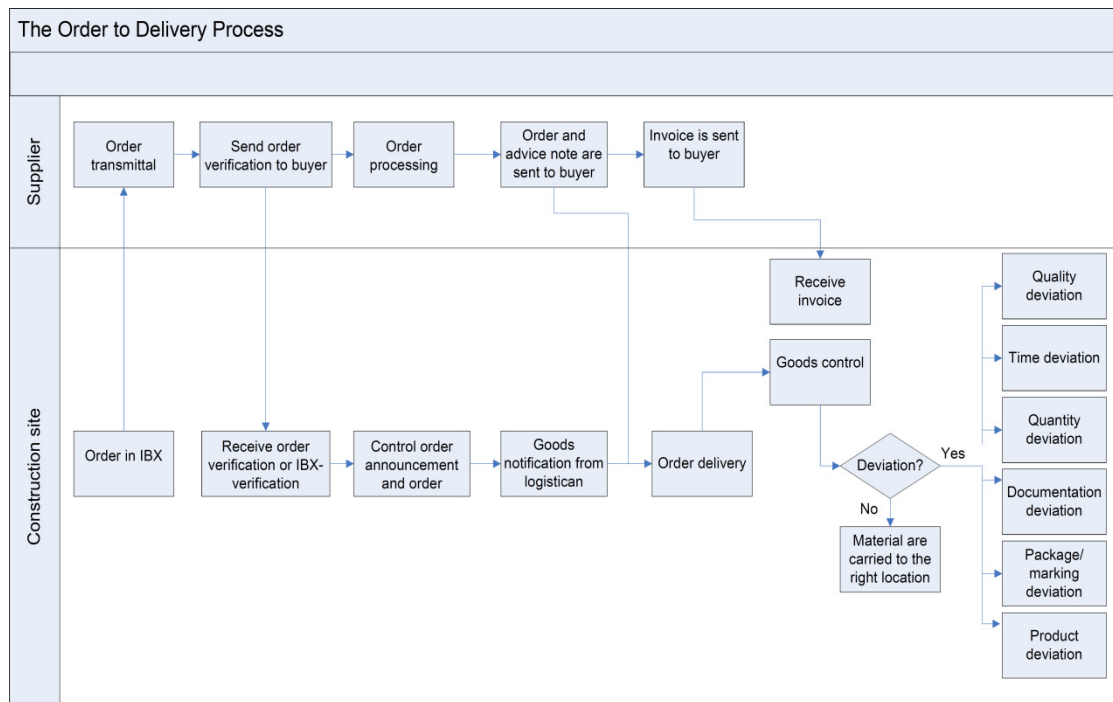 The Order to Delivery Process
Supplier
Order
transmittal
Send order
verification to buyer
Order
processing
Order and
advice note are
sent to buyer
Invoice is sent
to buyer
Construction site
Receive
invoice
Quality
deviation
Goods control
Time deviation
Quantity
deviation
Order in IBX
Receive order
verification or IBX-
verification
Control order
announcement
and order
Goods
notification from
logistican
Order delivery
Deviation?
Yes
No
Documentation
deviation
Material are
carried to the
right location
Package/
marking
deviation
Product
deviation